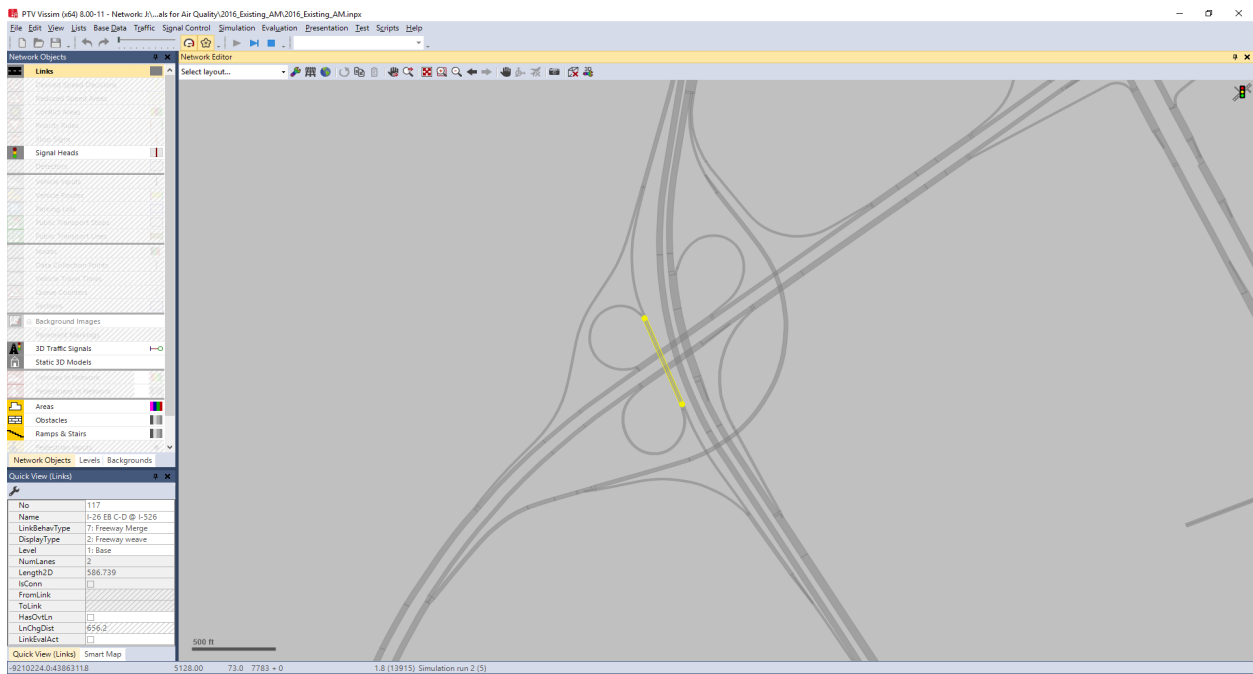 PTV Vissim (x64) 8.00-11 - Network: J:\...als for Air Quality\2016_Existing_AM\2016_Existing_AM.inpx
File Edit View Lists Base Data Traffic Signal Control Simulation Evaluation Presentation Test Scripts Help
Network Objects
Network Editor
Links
Select layout...
Signal Heads
Background Images
3D Traffic Signals
Static 3D Models
Areas
Obstacles
Ramps & Stairs
Network Objects Levels Backgrounds
Quick View (Links)
No 117
Name I-26 EB C-D @ I-526
LinkBehavType 7: Freeway Merge
DisplayType 2: Freeway weave
Level 1: Base
NumLanes 2
Length2D 586.739
IsConn
FromLink
ToLink
HasOvtLn
LnChgDist 656.2
LinkEvalAct
500 ft
Quick View (Links) Smart Map
-9210224.0:4386311.8 5128.00 73.0 7783 + 0 1.8 (13915) Simulation run 2 (5)